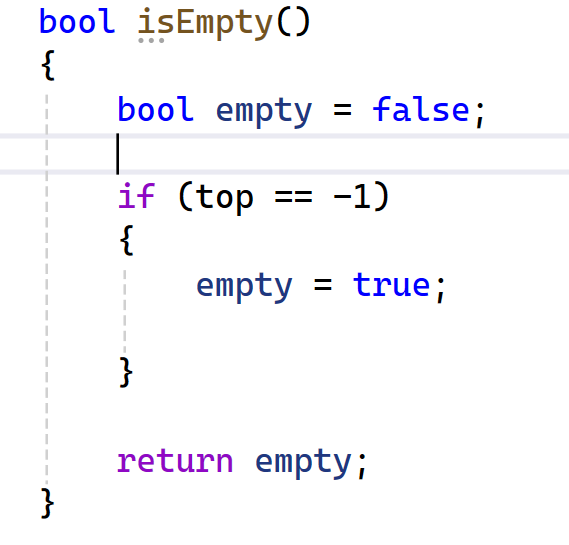 bool isEmpty()
{
bool empty = false;
if (top == -1)
{
empty = true;
}
return empty;
}